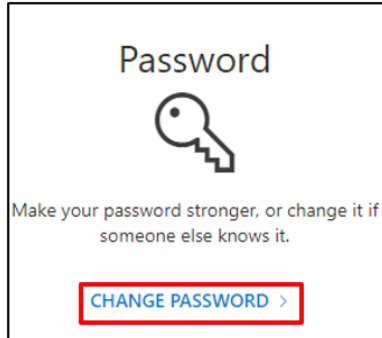 Password
Make your password stronger, or change it if
someone else knows it.
CHANGE PASSWORD >